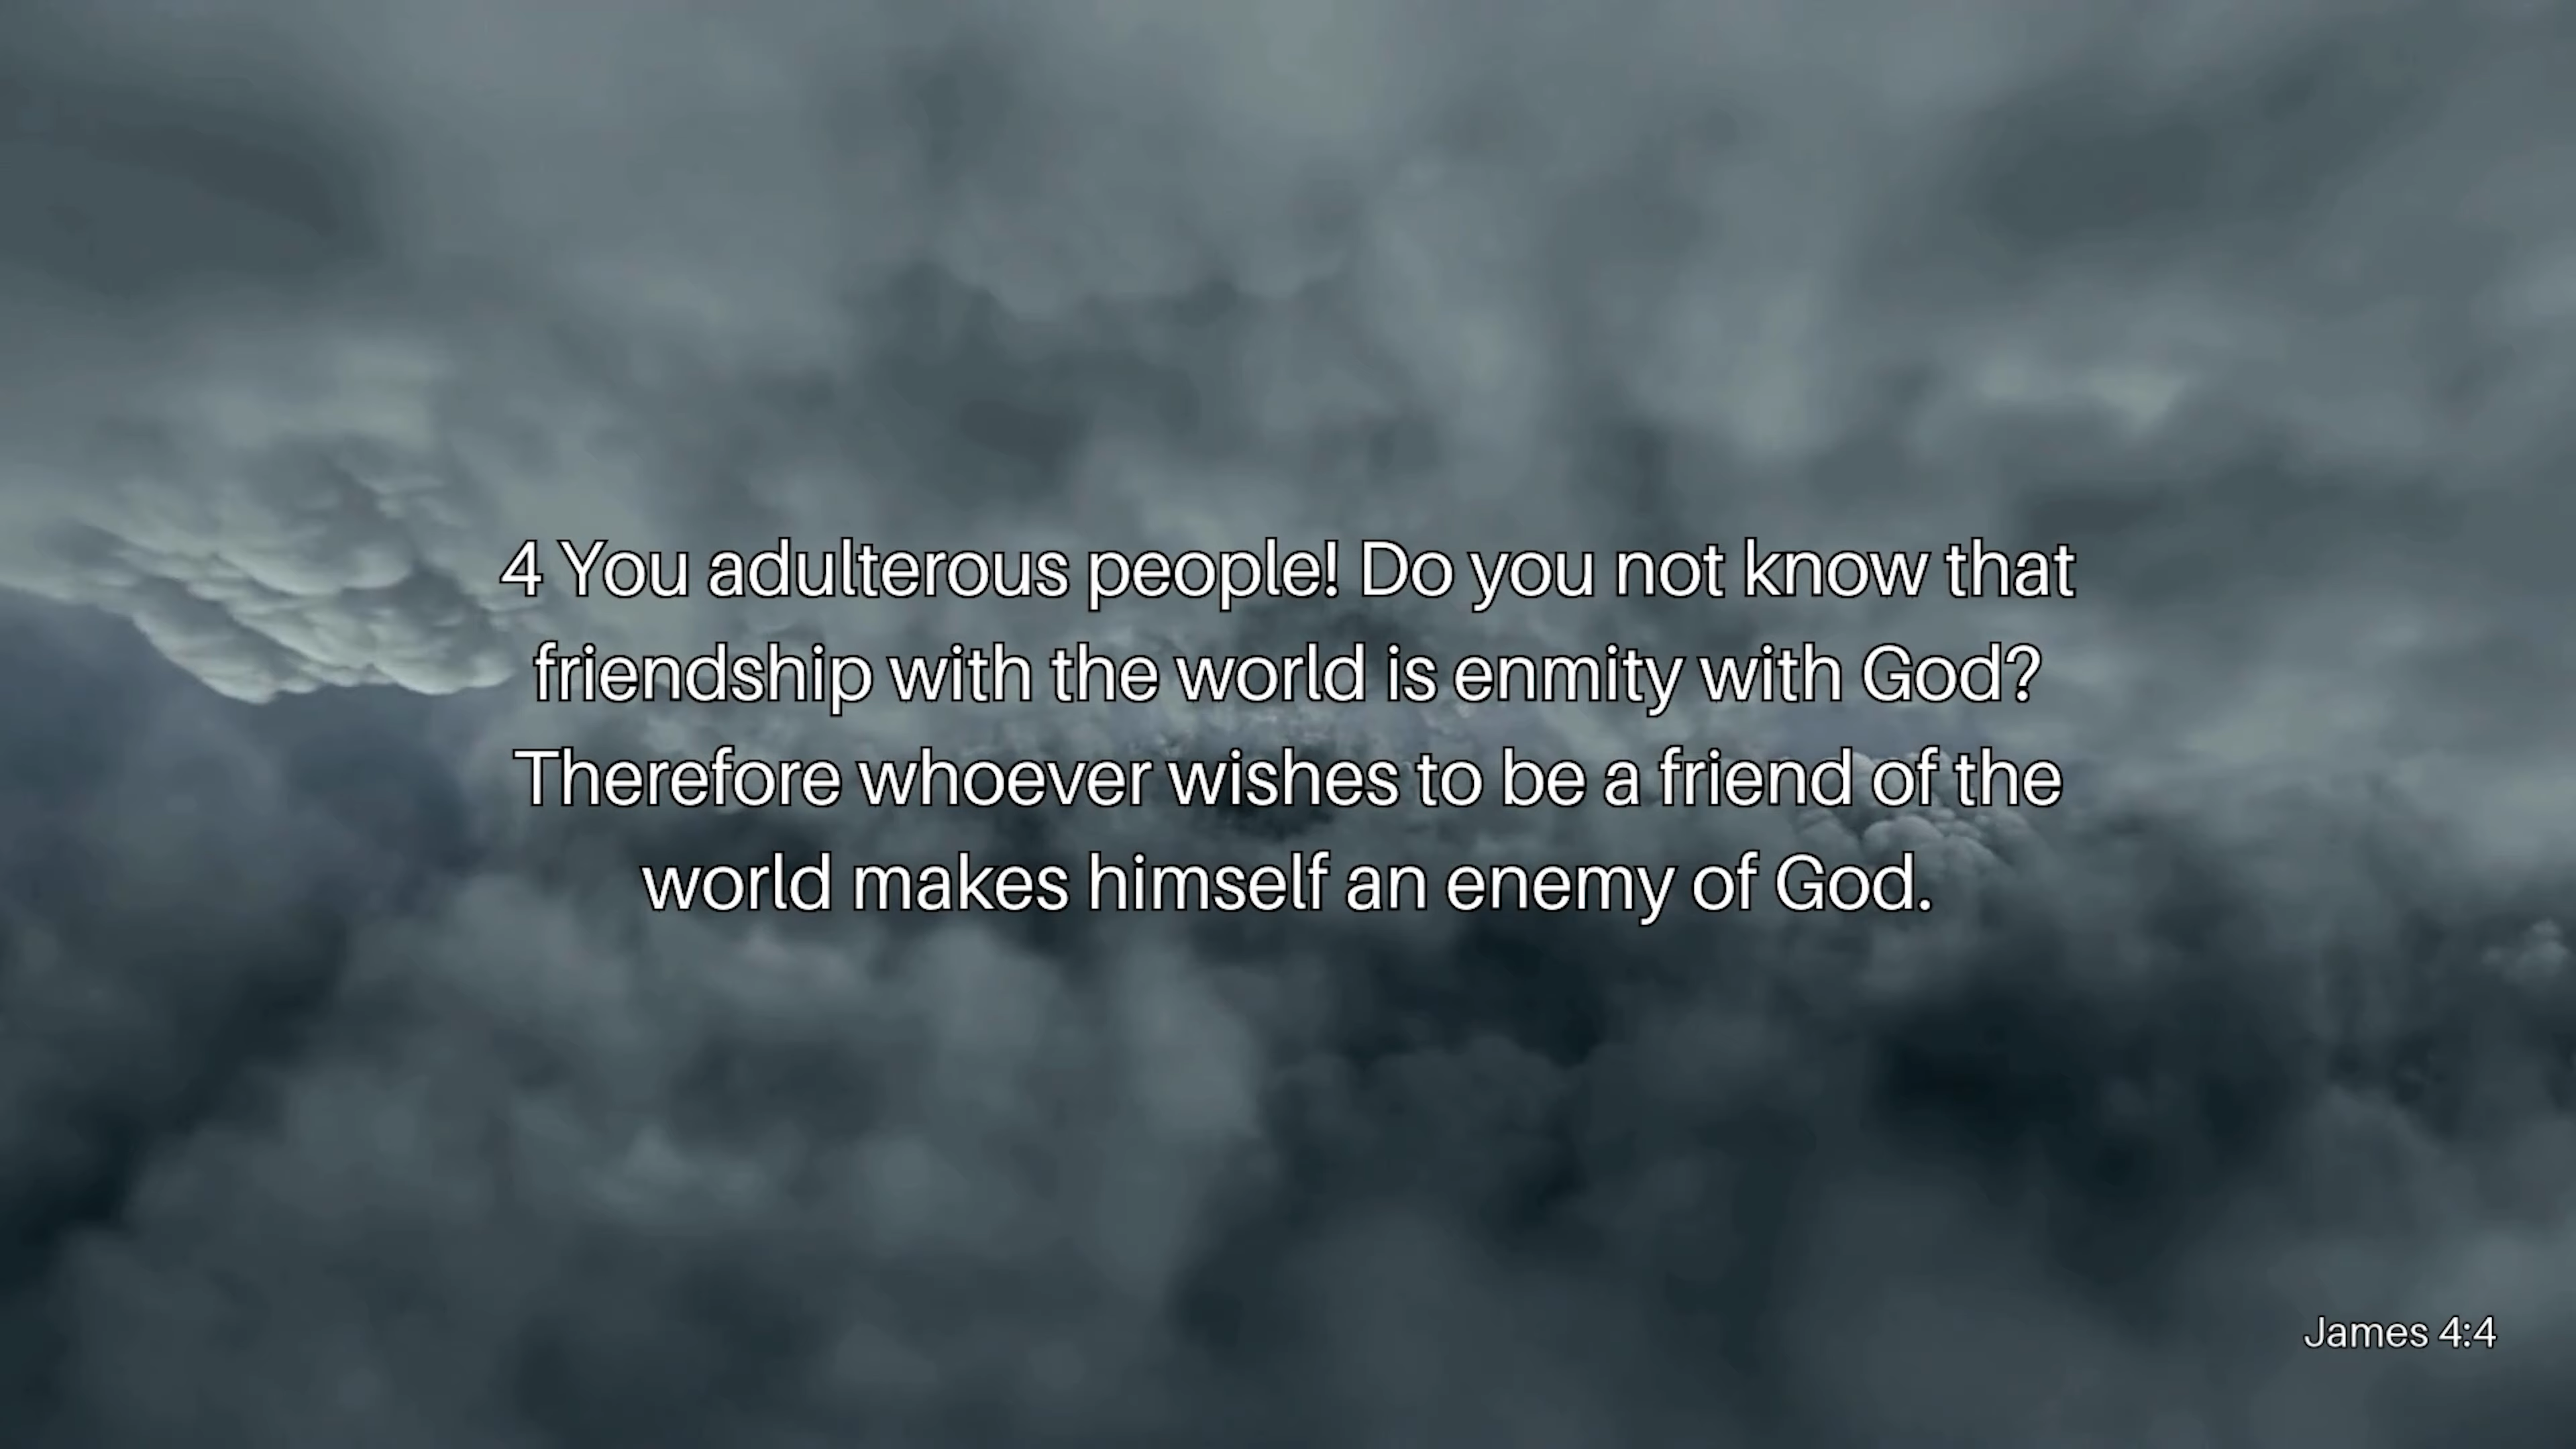 4 You adulterous people! Do you not know that
friendship with the world is enmity with God?
Therefore whoever wishes to be a friend of the
world makes himself an enemy of God.
James 4:4